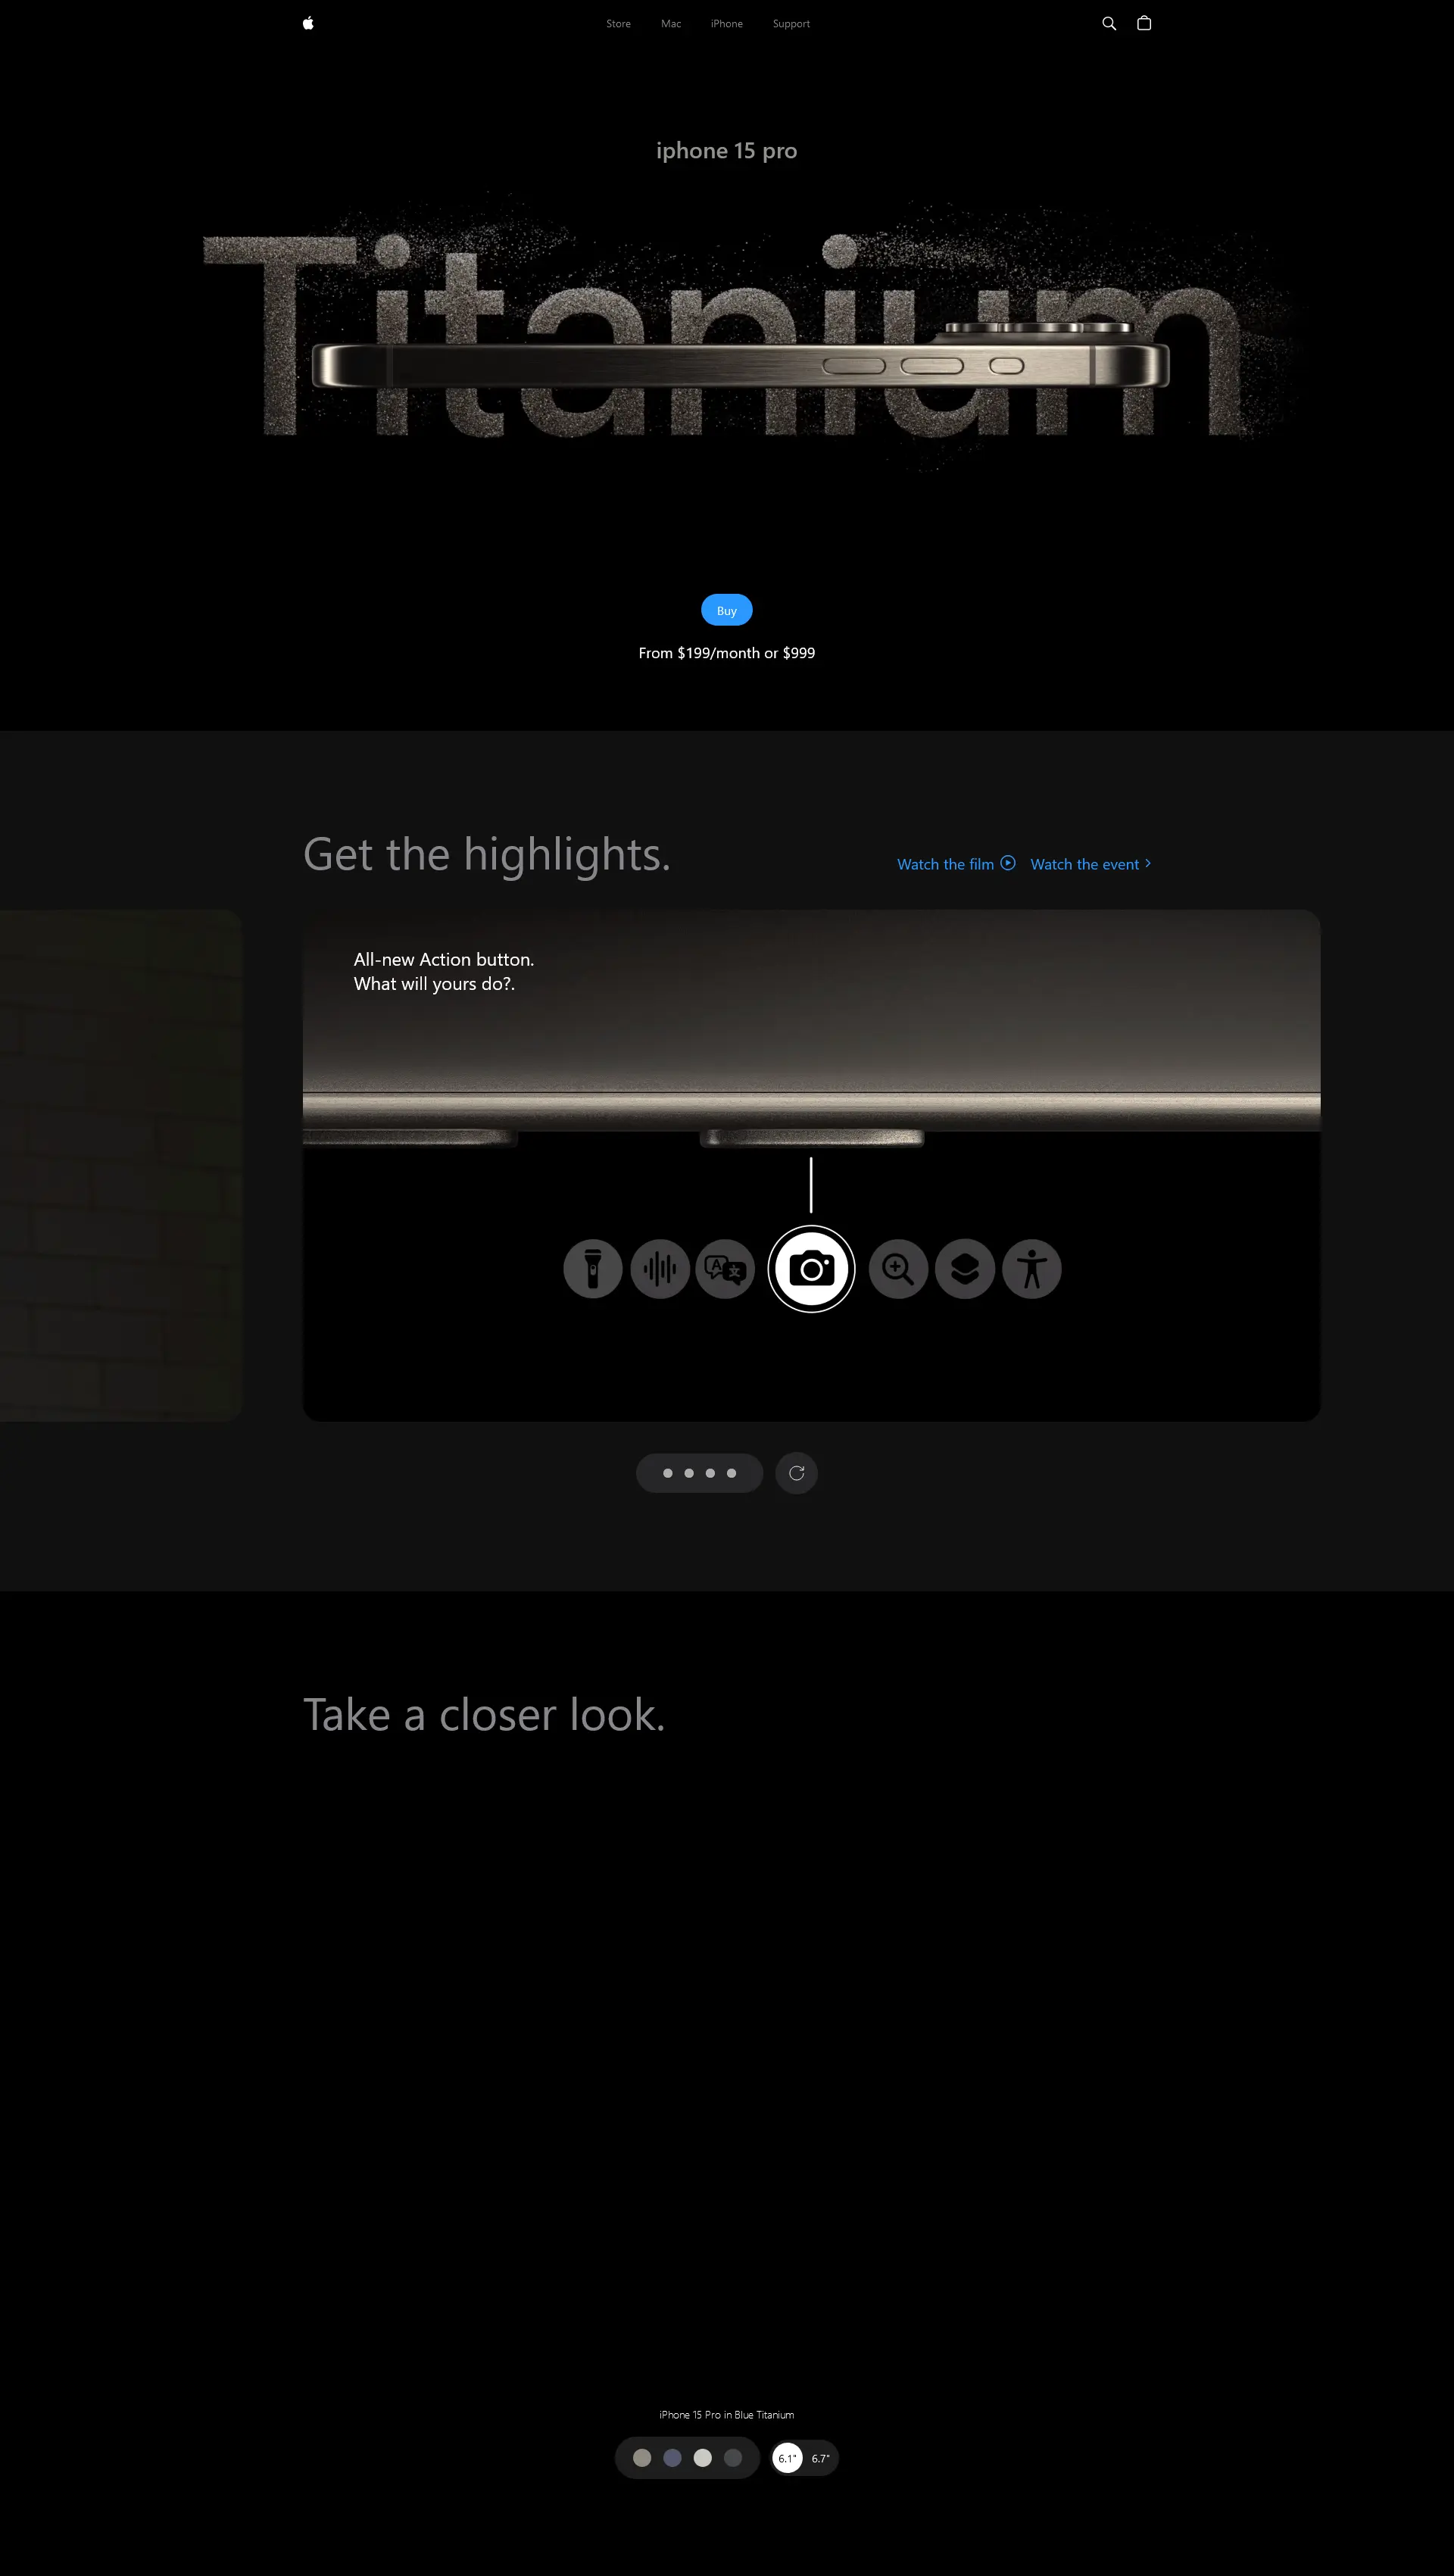 Store
Mac
iPhone
Support
iphone 15 pro
Titanium
Buy
From $199/month or $999
Get the highlights.
Watch the film
Watch the event
All-new Action button.
What will yours do?.
A 文
Take a closer look.
iPhone 15 Pro in Blue Titanium
6.1"
6.7"